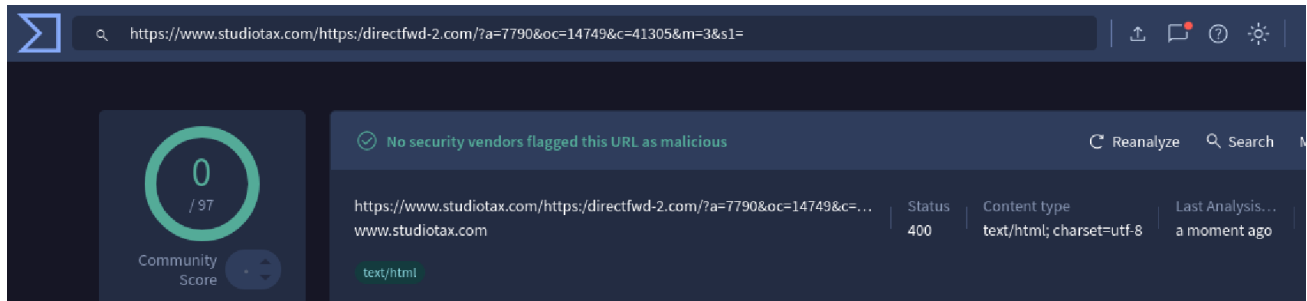 https://www.studiotax.com/https:/directfwd-2.com/?a=7790&oc=14749&c=41305&m=3&s1=
0
/ 97
Community
Score
No security vendors flagged this URL as malicious
Reanalyze
Search
M
https://www.studiotax.com/https:/directfwd-2.com/?a=7790&oc=14749&c=...
www.studiotax.com
Status
400
Content type
text/html; charset=utf-8
Last Analysis...
a moment ago
text/html